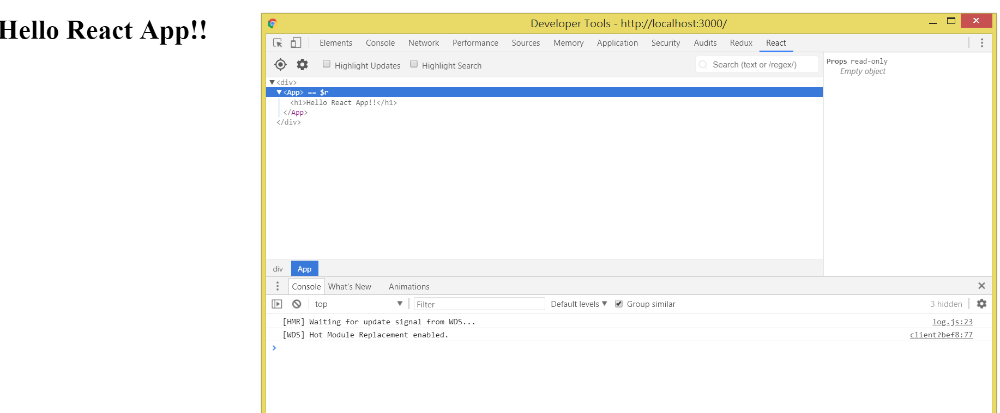 Hello React App!!
Developer Tools - http://localhost:3000/
Elements Console Network Performance Sources Memory Application Security Audits Redux React
Highlight Updates Highlight Search Search (text or /regex/)
<div>
<App> == $r
<h1>Hello React App!!</h1>
</App>
</div>
Props read-only
Empty object
div App
Console What's New Animations
top Filter Default levels Group similar 3 hidden
[HMR] Waiting for update signal from WDS... log.js:23
[WDS] Hot Module Replacement enabled. client?bef8:77